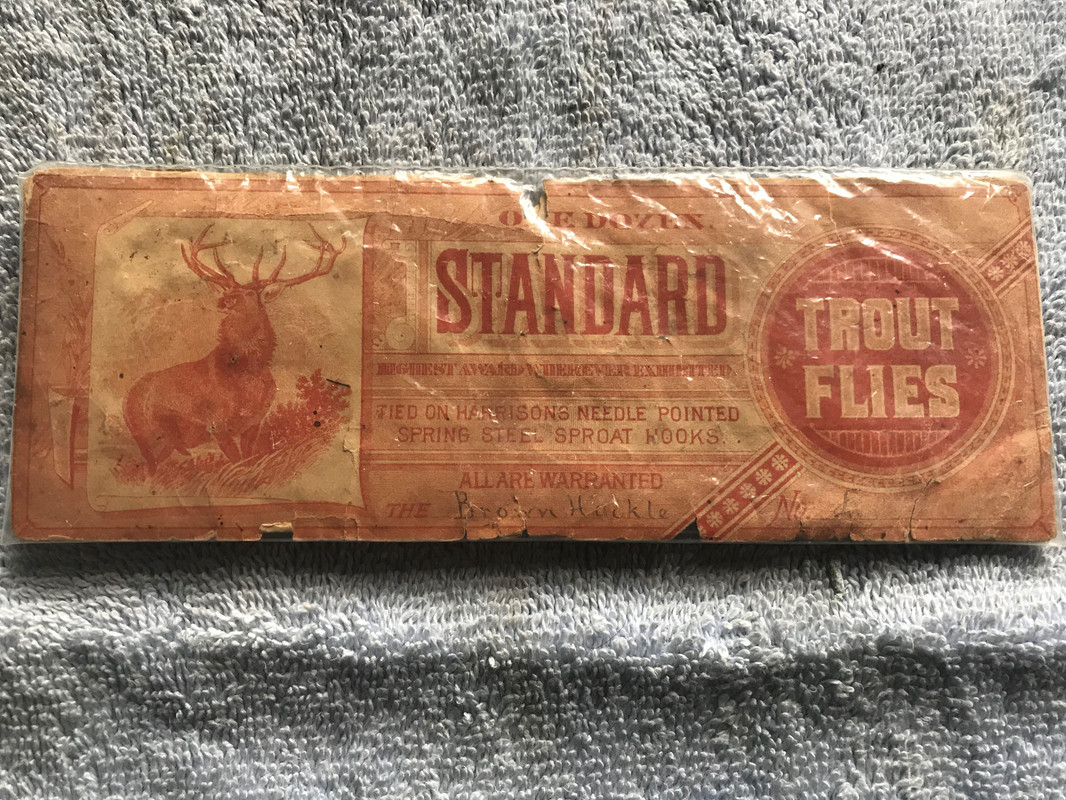 ONE DOZEN.
STANDARD
HIGHEST AWARD WHEREVER EXHIBITED.
TIED ON HARRISONS NEEDLE POINTED
SPRING STEEL SPROAT HOOKS.
ALL ARE WARRANTED
THE Brown Hackle No
TROUT
FLIES